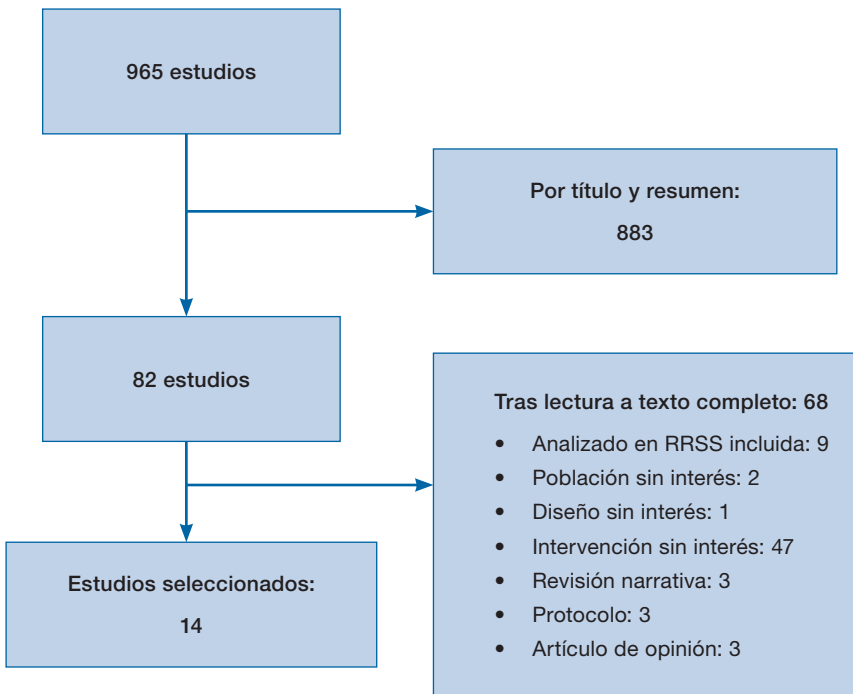 965 estudios
Por título y resumen:
883
82 estudios
Tras lectura a texto completo: 68
• Analizado en RRSS incluida: 9
• Población sin interés: 2
• Diseño sin interés: 1
• Intervención sin interés: 47
• Revisión narrativa: 3
• Protocolo: 3
• Artículo de opinión: 3
Estudios seleccionados:
14